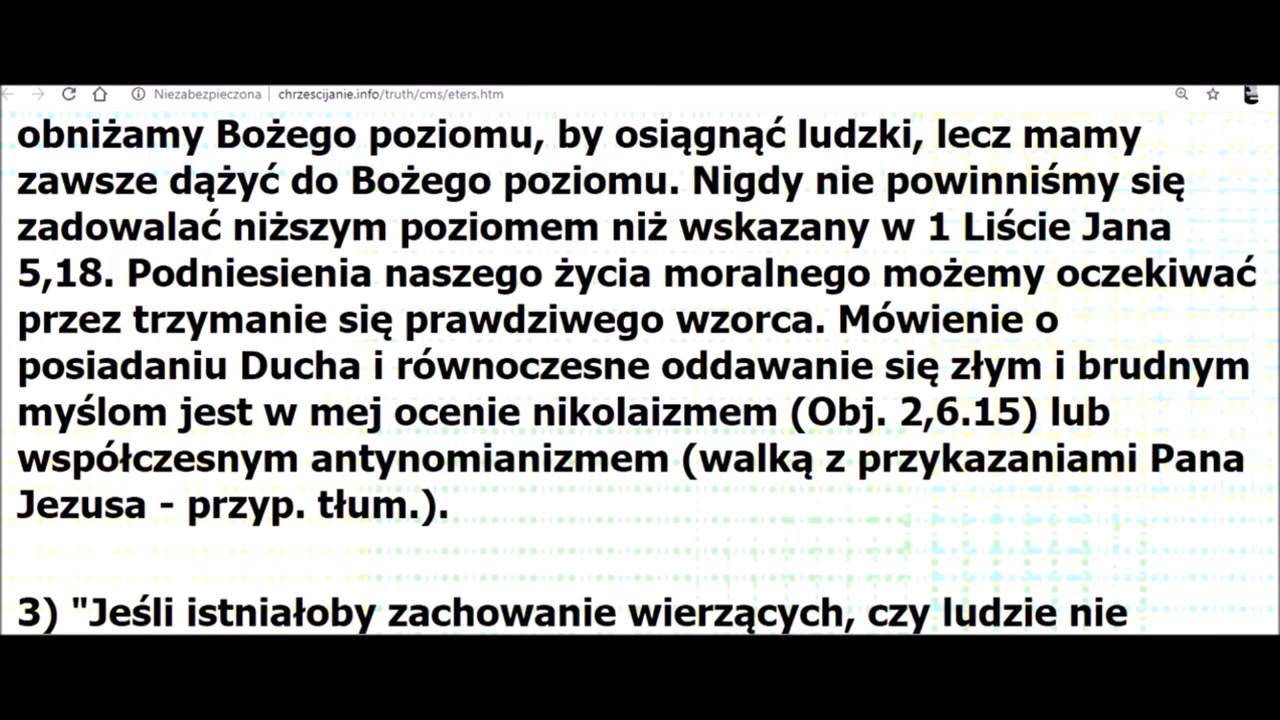 Niezabezpieczona | chrzescijanie.info/truth/cms/eters.htm
obniżamy Bożego poziomu, by osiągnąć ludzki, lecz mamy
zawsze dążyć do Bożego poziomu. Nigdy nie powinniśmy się
zadowalać niższym poziomem niż wskazany w 1 Liście Jana
5,18. Podniesienia naszego życia moralnego możemy oczekiwać
przez trzymanie się prawdziwego wzorca. Mówienie o
posiadaniu Ducha i równoczesne oddawanie się złym i brudnym
myślom jest w mej ocenie nikolaizmem (Obj. 2,6.15) lub
współczesnym antynomianizmem (walką z przykazaniami Pana
Jezusa - przyp. tłum.).
3) "Jeśli istniałoby zachowanie wierzących, czy ludzie nie